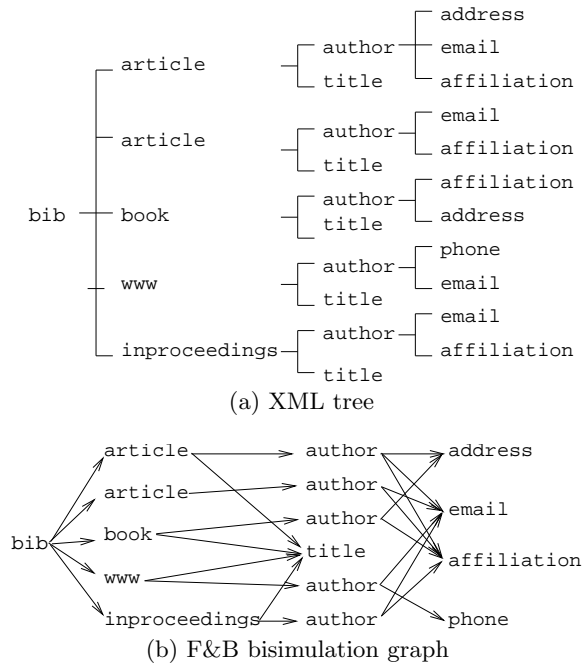 address
article author email
title affiliation
email
article author affiliation
title
affiliation
bib book author address
title
phone
www author email
title
email
inproceedings author affiliation
title
(a) XML tree
article author address
article author email
book author
bib title affiliation
www author
inproceedings author phone
(b) F&B bisimulation graph